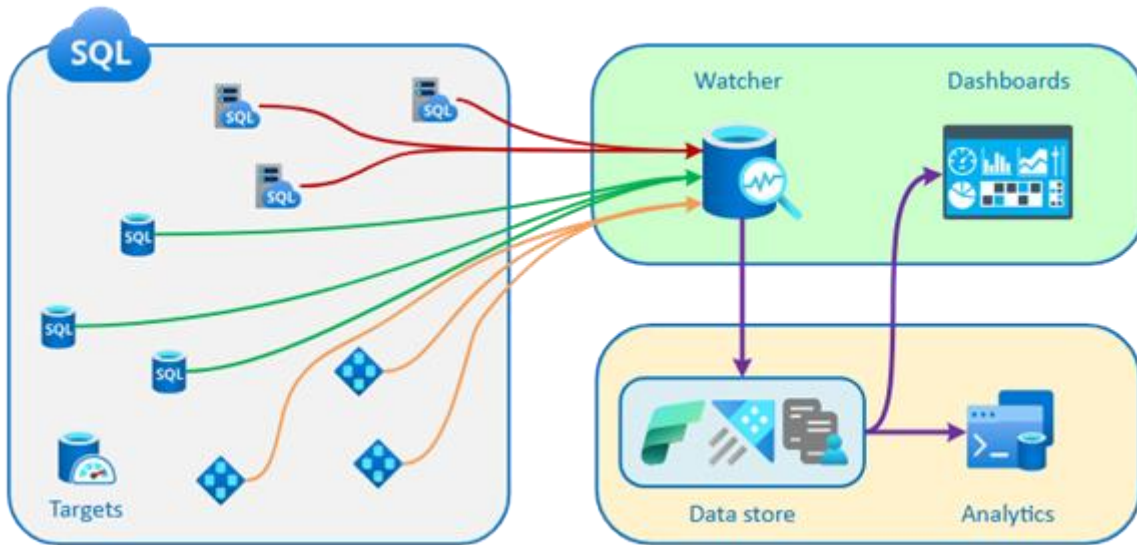 SQL
SQL
SQL
SQL
SQL
SQL
SQL
Targets
Watcher
Dashboards
Data store
Analytics